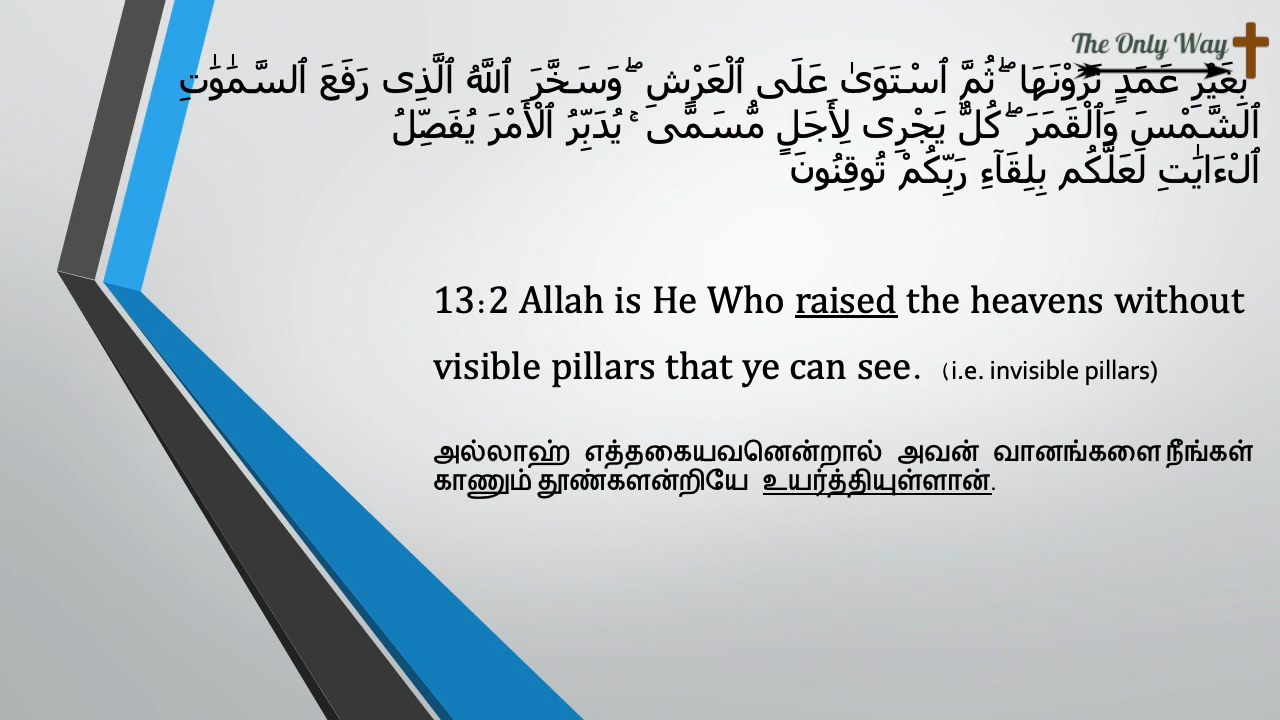 The Only Way
بِغَيْرِ عَمَدٍ تَرَوْنَهَا ۖ ثُمَّ ٱسْتَوَىٰ عَلَى ٱلْعَرْشِ ۖ وَسَخَّرَ ٱللَّهُ ٱلَّذِى رَفَعَ ٱلسَّمَٰوَٰتِ
ٱلشَّمْسَ وَٱلْقَمَرَ ۖ كُلٌّ يَجْرِى لِأَجَلٍ مُّسَمًّى ۚ يُدَبِّرُ ٱلْأَمْرَ يُفَصِّلُ
ٱلْءَايَٰتِ لَعَلَّكُم بِلِقَآءِ رَبِّكُمْ تُوقِنُونَ
13:2 Allah is He Who raised the heavens without
visible pillars that ye can see. (i.e. invisible pillars)
அல்லாஹ் எத்தகையவனென்றால் அவன் வானங்களை நீங்கள்
காணும் தூண்களன்றியே உயர்த்தியுள்ளான்.